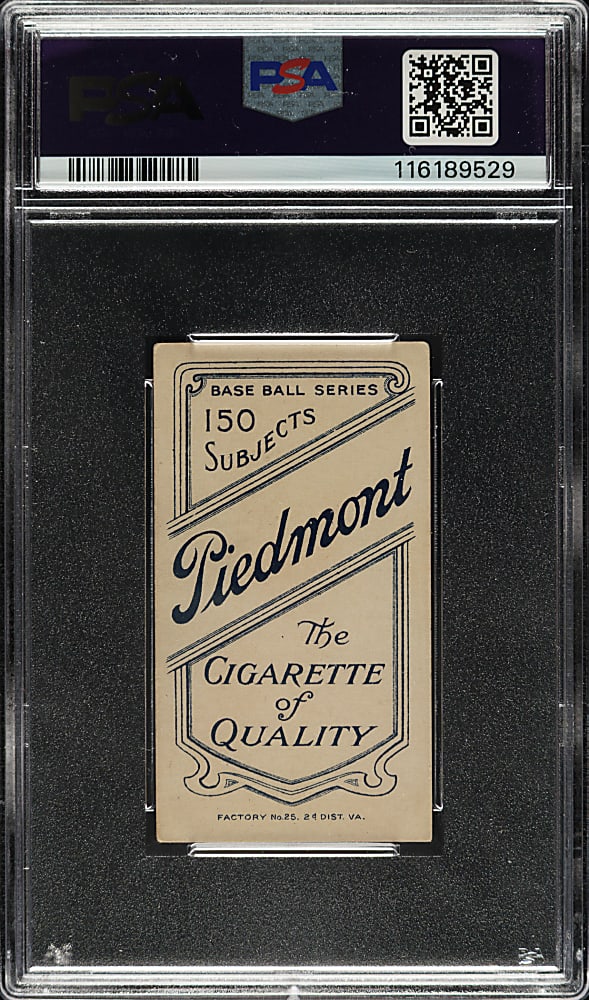 PSA
PSA
116189529
BASE BALL SERIES
150
SUBJECTS
Piedmont
The
CIGARETTE
of
QUALITY
FACTORY No.25. 2d DIST. VA.